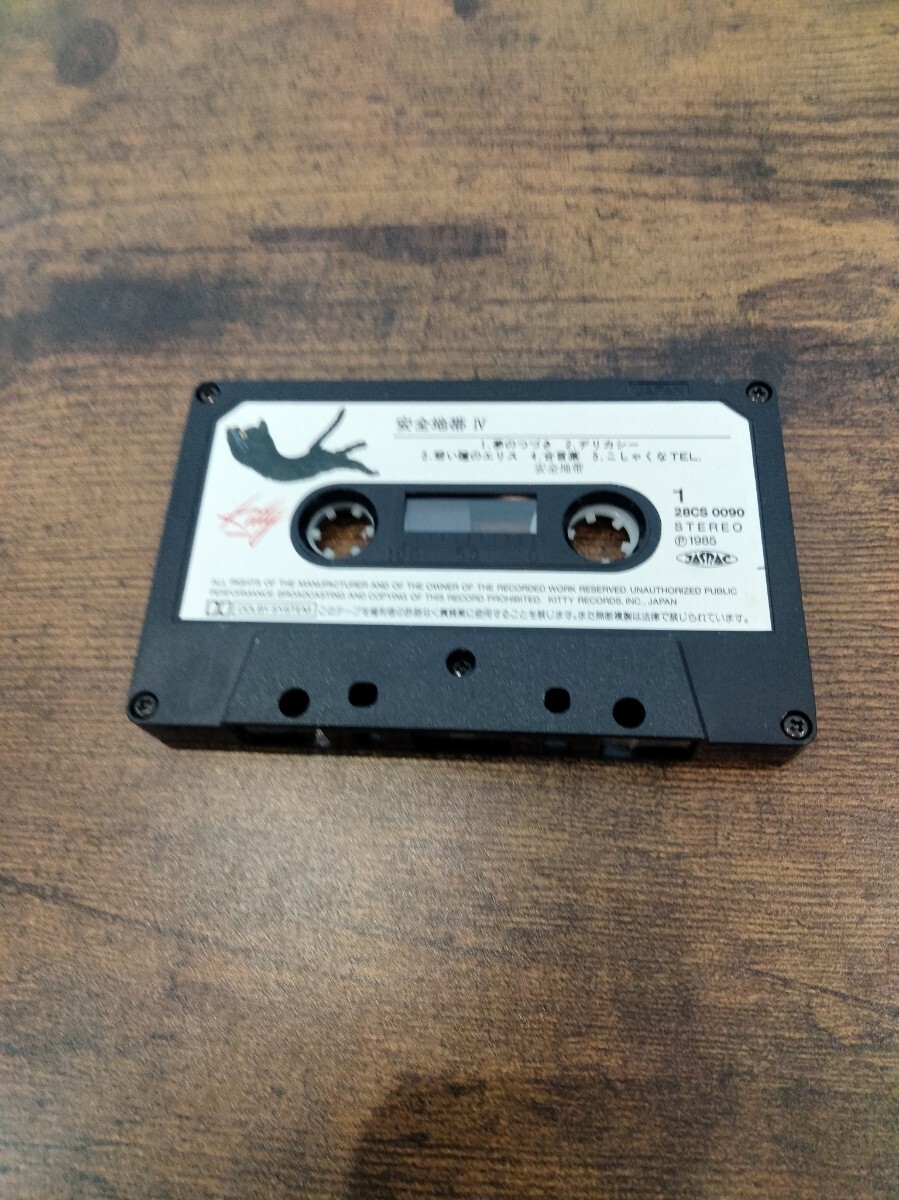 安全地帯 Ⅳ
1.夢のつづき 2.デリカシー
3.碧い瞳のエリス 4.合言葉 5.こしゃくなTEL.
安全地帯
Kitty
1
28CS 0090
STEREO
Ⓟ1985
JASRAC
ALL RIGHTS OF THE MANUFACTURER AND OF THE OWNER OF THE RECORDED WORK RESERVED. UNAUTHORIZED PUBLIC
PERFORMANCE, BROADCASTING AND COPYING OF THIS RECORD PROHIBITED. KITTY RECORDS, INC., JAPAN
DOLBY SYSTEM このテープを権利者の許諾なく賃貸業に使用することを禁じます。また無断複製は法律で禁じられています。